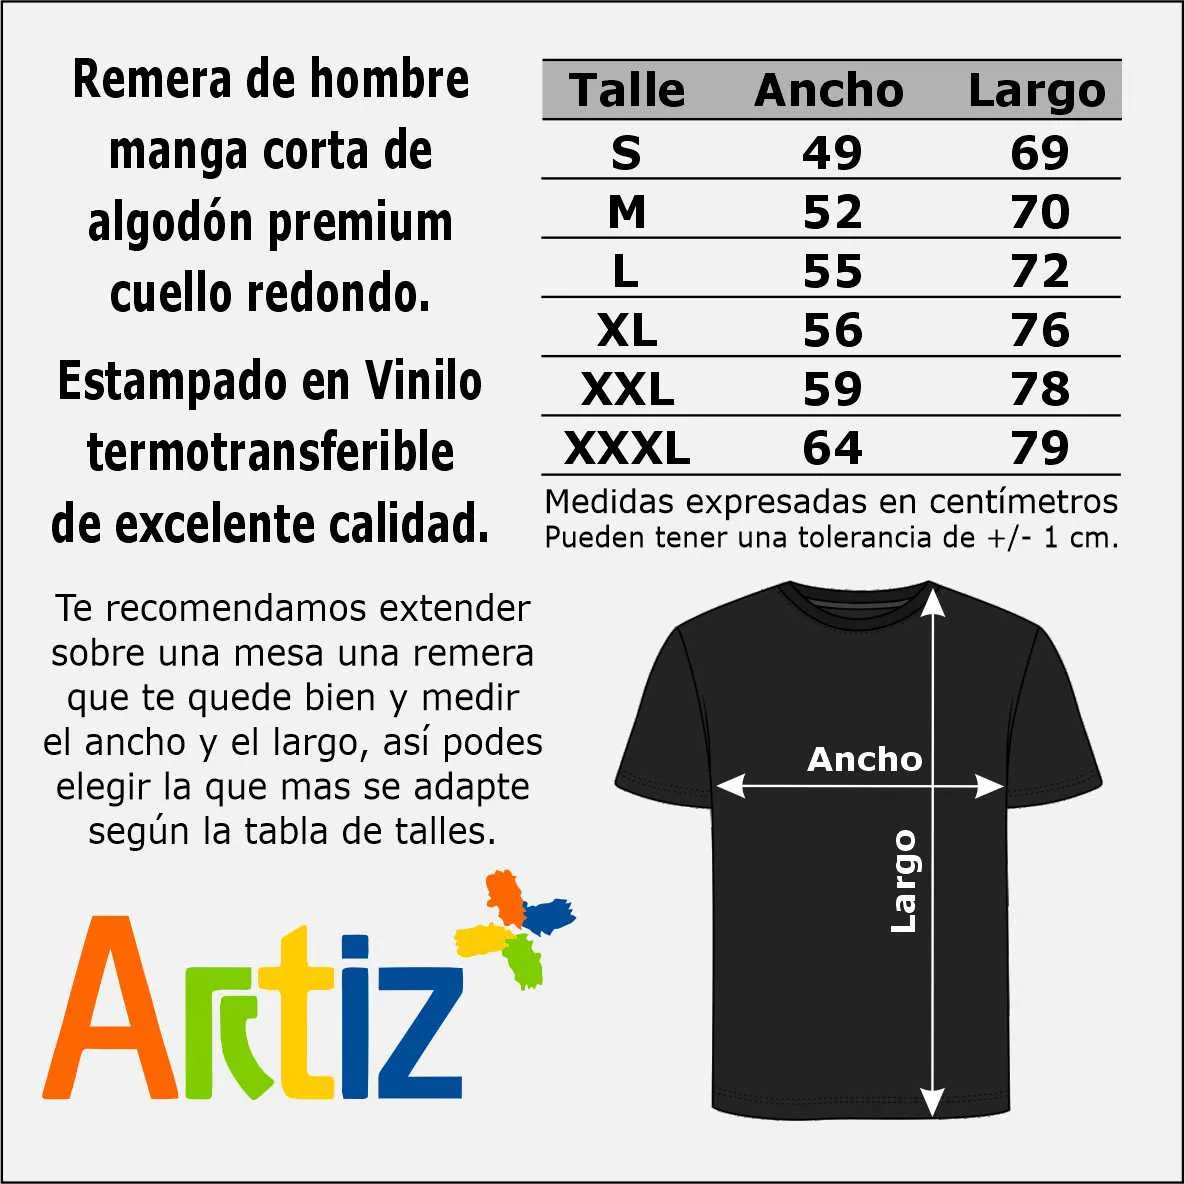 Remera de hombre
manga corta de
algodón premium
cuello redondo.
Estampado en Vinilo
termotransferible
de excelente calidad.
Te recomendamos extender
sobre una mesa una remera
que te quede bien y medir
el ancho y el largo, así podes
elegir la que mas se adapte
según la tabla de talles.
Artiz
Talle Ancho Largo
S 49 69
M 52 70
L 55 72
XL 56 76
XXL 59 78
XXXL 64 79
Medidas expresadas en centímetros
Pueden tener una tolerancia de +/- 1 cm.
Ancho
Largo